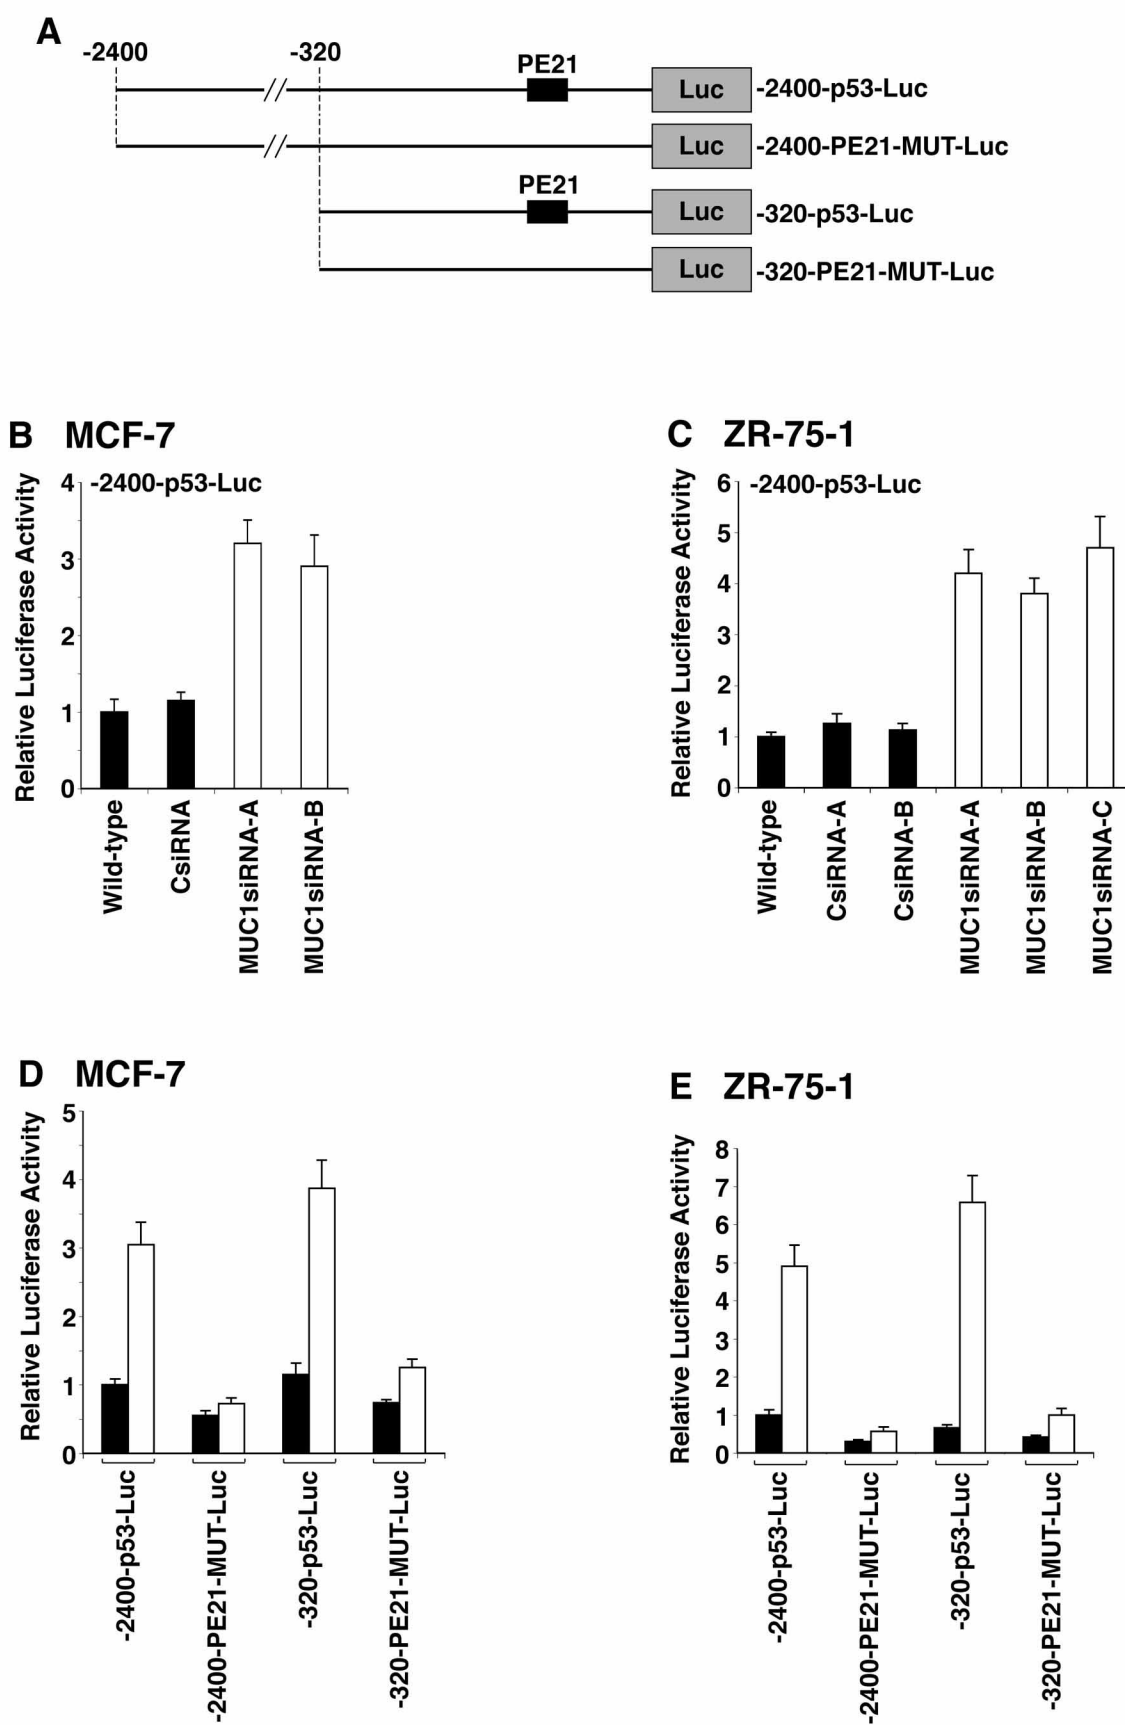 A
-2400
-320
PE21
Luc
-2400-p53-Luc
Luc
-2400-PE21-MUT-Luc
PE21
Luc
-320-p53-Luc
Luc
-320-PE21-MUT-Luc
B MCF-7
-2400-p53-Luc
Relative Luciferase Activity
4
3
2
1
0
Wild-type
CsiRNA
MUC1siRNA-A
MUC1siRNA-B
C ZR-75-1
-2400-p53-Luc
Relative Luciferase Activity
6
5
4
3
2
1
0
Wild-type
CsiRNA-A
CsiRNA-B
MUC1siRNA-A
MUC1siRNA-B
MUC1siRNA-C
D MCF-7
Relative Luciferase Activity
5
4
3
2
1
0
-2400-p53-Luc
-2400-PE21-MUT-Luc
-320-p53-Luc
-320-PE21-MUT-Luc
E ZR-75-1
Relative Luciferase Activity
8
7
6
5
4
3
2
1
0
-2400-p53-Luc
-2400-PE21-MUT-Luc
-320-p53-Luc
-320-PE21-MUT-Luc